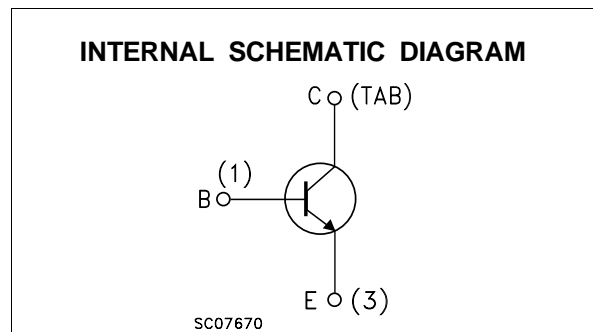 INTERNAL SCHEMATIC DIAGRAM
C (TAB)
(1)
B
E (3)
SC07670